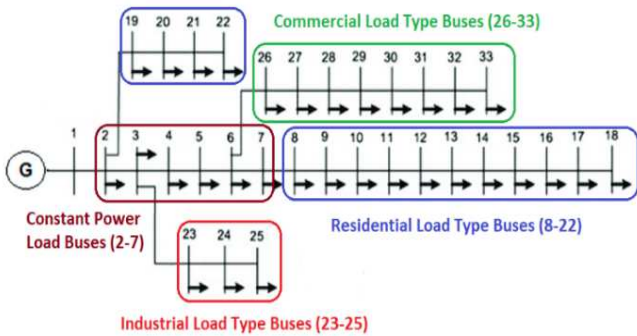 Commercial Load Type Buses (26-33)
19 20 21 22
26 27 28 29 30 31 32 33
1 2 3 4 5 6 7 8 9 10 11 12 13 14 15 16 17 18
G
Constant Power
Load Buses (2-7)
Residential Load Type Buses (8-22)
23 24 25
Industrial Load Type Buses (23-25)